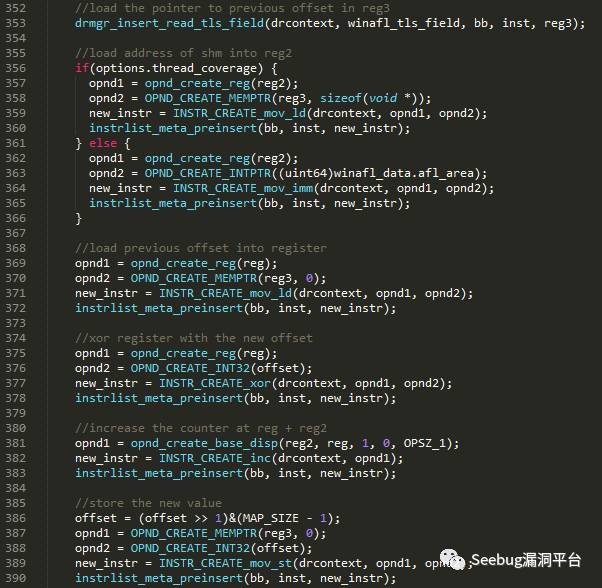 352 //load the pointer to previous offset in reg3
353 drmgr_insert_read_tls_field(drcontext, winafl_tls_field, bb, inst, reg3);
354
355 //load address of shm into reg2
356 if(options.thread_coverage) {
357 opnd1 = opnd_create_reg(reg2);
358 opnd2 = OPND_CREATE_MEMPTR(reg3, sizeof(void *));
359 new_instr = INSTR_CREATE_mov_ld(drcontext, opnd1, opnd2);
360 instrlist_meta_preinsert(bb, inst, new_instr);
361 } else {
362 opnd1 = opnd_create_reg(reg2);
363 opnd2 = OPND_CREATE_INTPTR((uint64)winafl_data.afl_area);
364 new_instr = INSTR_CREATE_mov_imm(drcontext, opnd1, opnd2);
365 instrlist_meta_preinsert(bb, inst, new_instr);
366 }
367
368 //load previous offset into register
369 opnd1 = opnd_create_reg(reg);
370 opnd2 = OPND_CREATE_MEMPTR(reg3, 0);
371 new_instr = INSTR_CREATE_mov_ld(drcontext, opnd1, opnd2);
372 instrlist_meta_preinsert(bb, inst, new_instr);
373
374 //xor register with the new offset
375 opnd1 = opnd_create_reg(reg);
376 opnd2 = OPND_CREATE_INT32(offset);
377 new_instr = INSTR_CREATE_xor(drcontext, opnd1, opnd2);
378 instrlist_meta_preinsert(bb, inst, new_instr);
379
380 //increase the counter at reg + reg2
381 opnd1 = opnd_create_base_disp(reg2, reg, 1, 0, OPSZ_1);
382 new_instr = INSTR_CREATE_inc(drcontext, opnd1);
383 instrlist_meta_preinsert(bb, inst, new_instr);
384
385 //store the new value
386 offset = (offset >> 1)&(MAP_SIZE - 1);
387 opnd1 = OPND_CREATE_MEMPTR(reg3, 0);
388 opnd2 = OPND_CREATE_INT32(offset);
389 new_instr = INSTR_CREATE_mov_st(drcontext, opnd1,
390 instrlist_meta_preinsert(bb, inst, new_instr);
Seebug漏洞平台